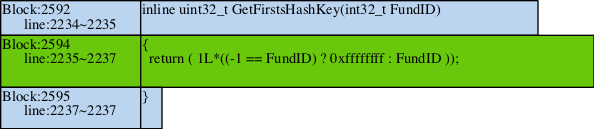 Block:2592 inline uint32_t GetFirstsHashKey(int32_t FundID)
line:2234~2235
Block:2594 {
line:2235~2237 return ( 1L*((-1 == FundID) ? 0xffffffff : FundID ));
Block:2595 }
line:2237~2237